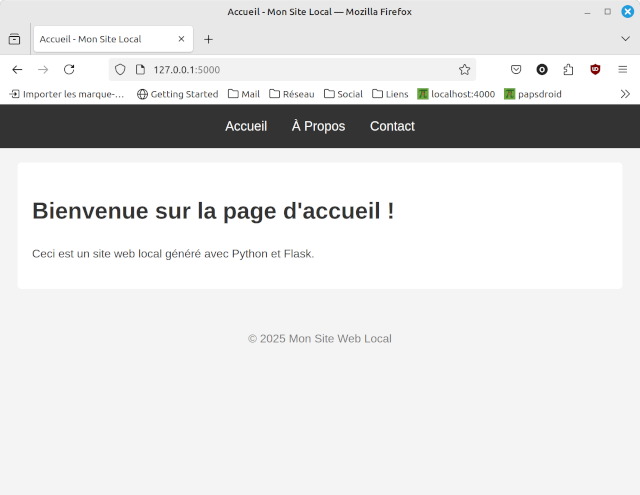 Accueil - Mon Site Local — Mozilla Firefox
Accueil - Mon Site Local
127.0.0.1:5000
Importer les marque-…
Getting Started
Mail
Réseau
Social
Liens
localhost:4000
papsdroid
Accueil
À Propos
Contact
Bienvenue sur la page d'accueil !
Ceci est un site web local généré avec Python et Flask.
© 2025 Mon Site Web Local